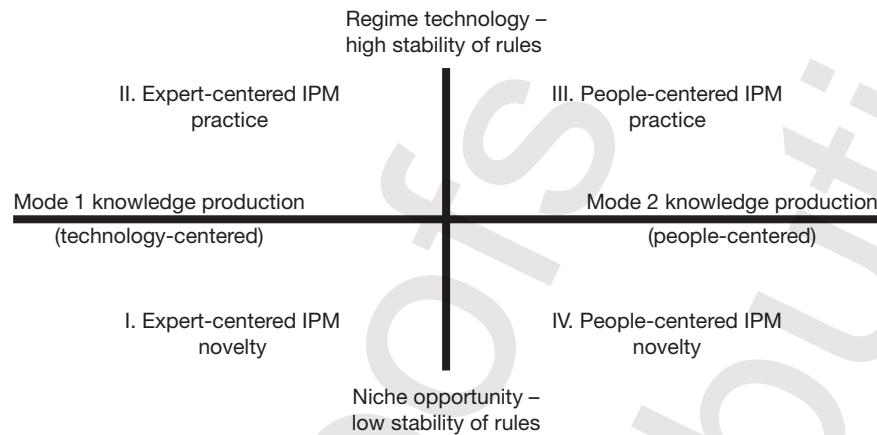 Regime technology –
high stability of rules
II. Expert-centered IPM
practice
III. People-centered IPM
practice
Mode 1 knowledge production
(technology-centered)
Mode 2 knowledge production
(people-centered)
I. Expert-centered IPM
novelty
IV. People-centered IPM
novelty
Niche opportunity –
low stability of rules